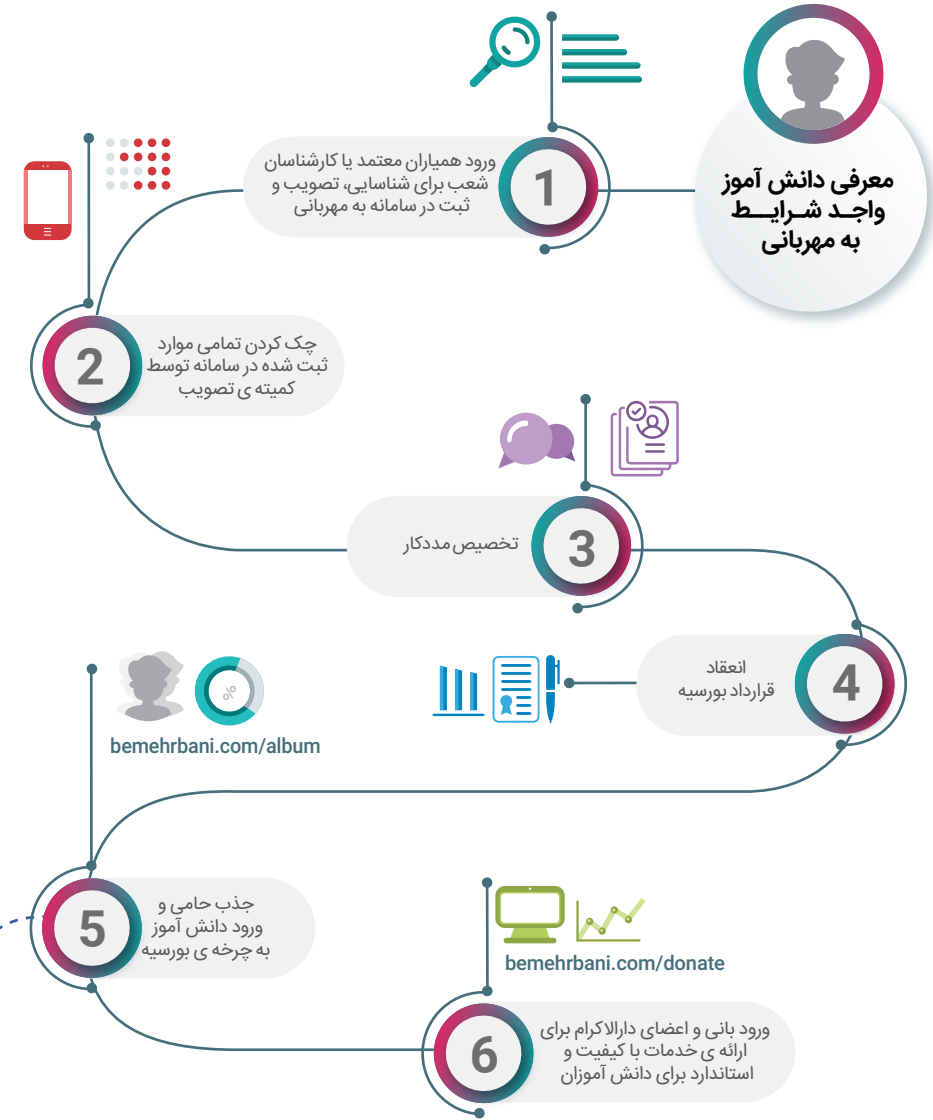 معرفی دانش آموز
واجد شرایط
به مهربانی
1
ورود همیاران معتمد یا کارشناسان
شعب برای شناسایی، تصویب و
ثبت در سامانه به مهربانی
2
چک کردن تمامی موارد
ثبت شده در سامانه توسط
کمیته ی تصویب
3
تخصیص مددکار
4
انعقاد
قرارداد بورسیه
%
bemehrbani.com/album
5
جذب حامی و
ورود دانش آموز
به چرخه ی بورسیه
bemehrbani.com/donate
6
ورود بانی و اعضای دارالاکرام برای
ارائه ی خدمات با کیفیت و
استاندارد برای دانش آموزان